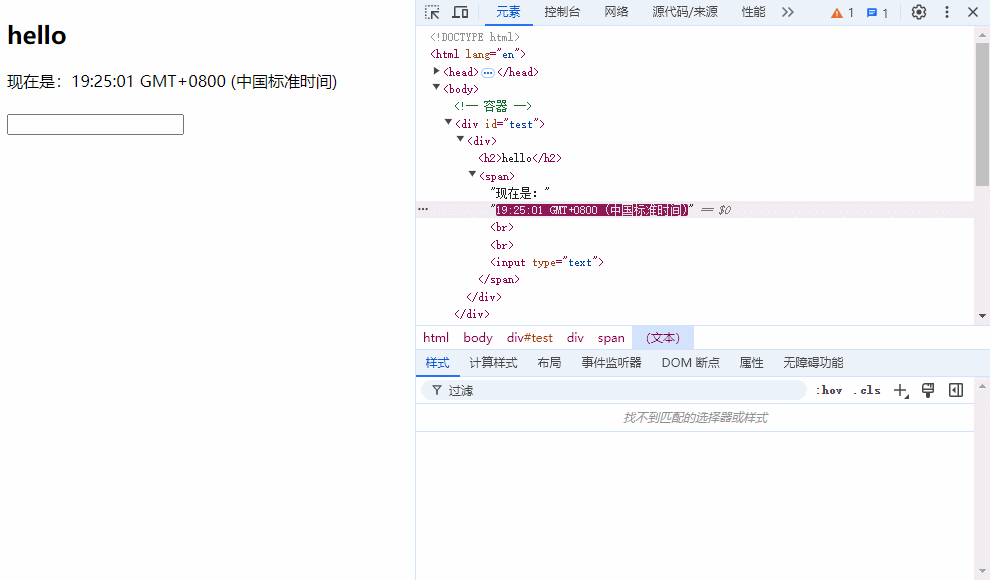 hello
现在是：19:25:01 GMT+0800 (中国标准时间)
元素 控制台 网络 源代码/来源 性能 1 1
<!DOCTYPE html>
<html lang="en">
<head> ⋯ </head>
<body>
<!-- 容器 -->
<div id="test">
<div>
<h2>hello</h2>
<span>
"现在是："
"19:25:01 GMT+0800 (中国标准时间)" == $0
<br>
<br>
<input type="text">
</span>
</div>
</div>
html body div#test div span (文本)
样式 计算样式 布局 事件监听器 DOM 断点 属性 无障碍功能
过滤 :hov .cls
找不到匹配的选择器或样式